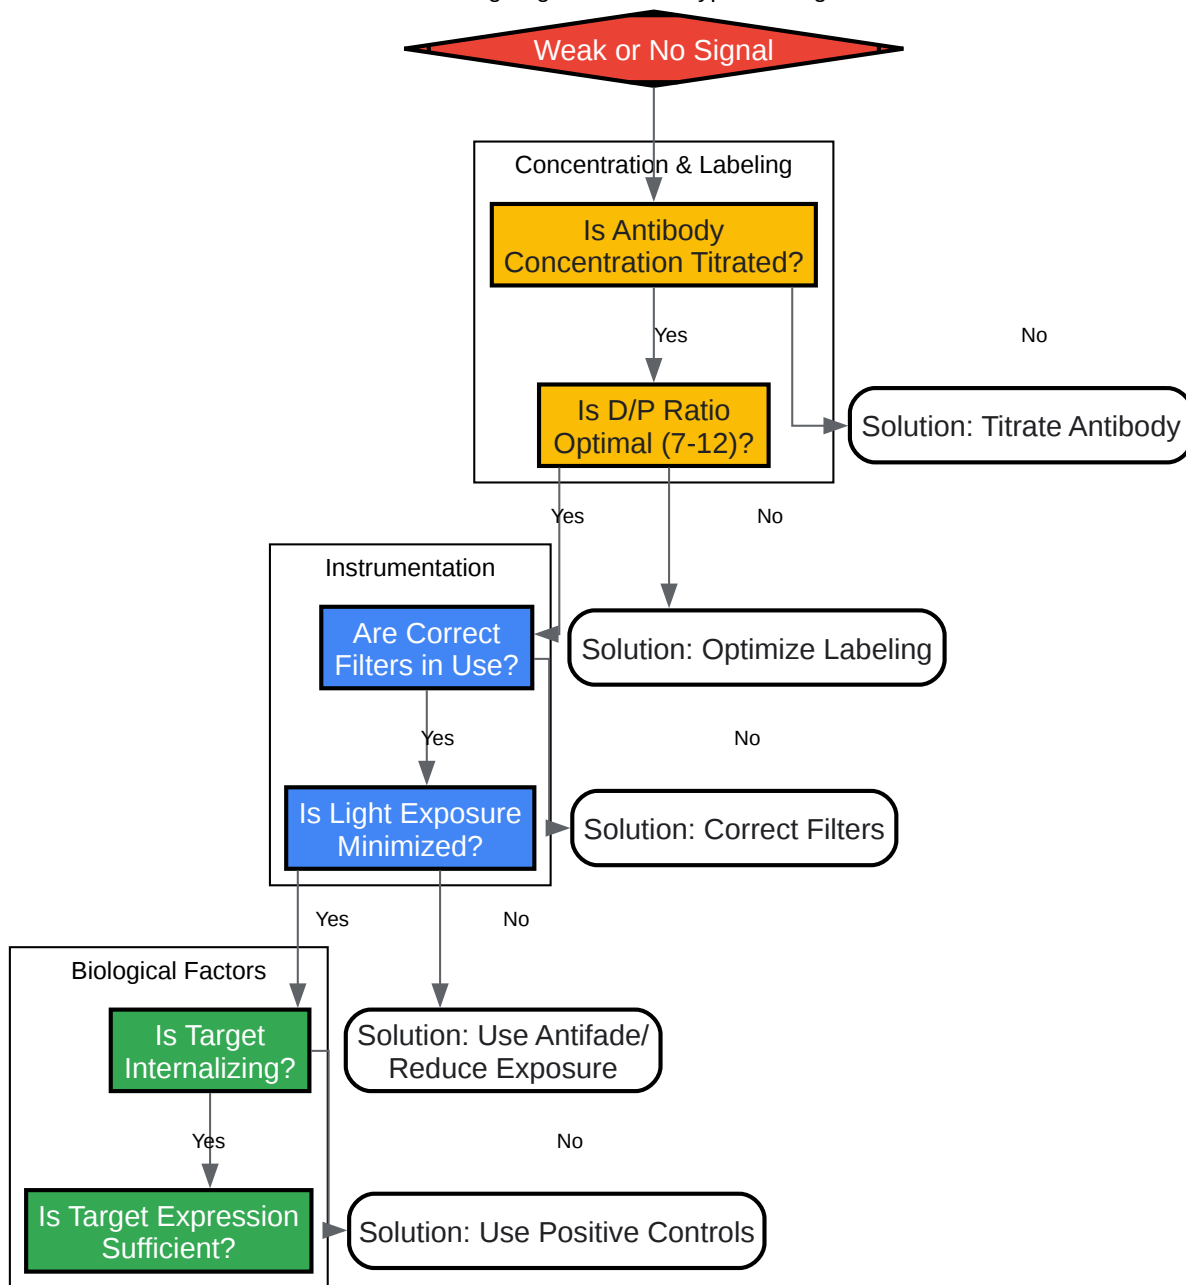 Weak or No Signal
Concentration & Labeling
Is Antibody
Concentration Titrated?
Yes
No
Is D/P Ratio
Optimal (7-12)?
Solution: Titrate Antibody
Yes
No
Instrumentation
Are Correct
Filters in Use?
Solution: Optimize Labeling
Yes
No
Is Light Exposure
Minimized?
Solution: Correct Filters
Yes
No
Biological Factors
Is Target
Internalizing?
Solution: Use Antifade/
Reduce Exposure
Yes
No
Is Target Expression
Sufficient?
Solution: Use Positive Controls